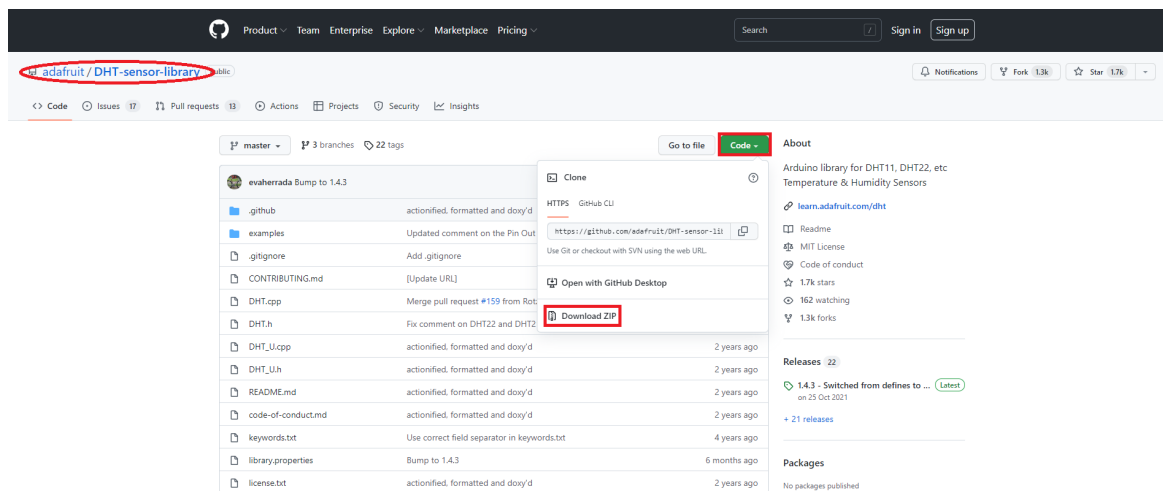 Product Team Enterprise Explore Marketplace Pricing
Search / Sign in Sign up
adafruit / DHT-sensor-library
Notifications Fork 1.3k Star 1.7k
Code Issues 17 Pull requests 13 Actions Projects Security Insights
master 3 branches 22 tags Go to file Code
evaherrada Bump to 1.4.3
Clone
HTTPS GitHub CLI
https://github.com/adafruit/DHT-sensor-lib
Use Git or checkout with SVN using the web URL.
Open with GitHub Desktop
Download ZIP
.github actionified, formatted and doxy'd
examples Updated comment on the Pin Out
.gitignore Add .gitignore
CONTRIBUTING.md [Update URL]
DHT.cpp Merge pull request #159 from
DHT.h Fix comment on DHT22 and DHT2
DHT_U.cpp actionified, formatted and doxy'd 2 years ago
DHT_U.h actionified, formatted and doxy'd 2 years ago
README.md actionified, formatted and doxy'd 2 years ago
code-of-conduct.md actionified, formatted and doxy'd 2 years ago
keywords.txt Use correct field separator in keywords.txt 4 years ago
library.properties Bump to 1.4.3 6 months ago
license.txt actionified, formatted and doxy'd 2 years ago
About
Arduino library for DHT11, DHT22, etc
Temperature & Humidity Sensors
learn.adafruit.com/dht
Readme
MIT License
Code of conduct
1.7k stars
162 watching
1.3k forks
Releases 22
1.4.3 - Switched from defines to ... Latest
on 25 Oct 2021
+ 21 releases
Packages
No packages published